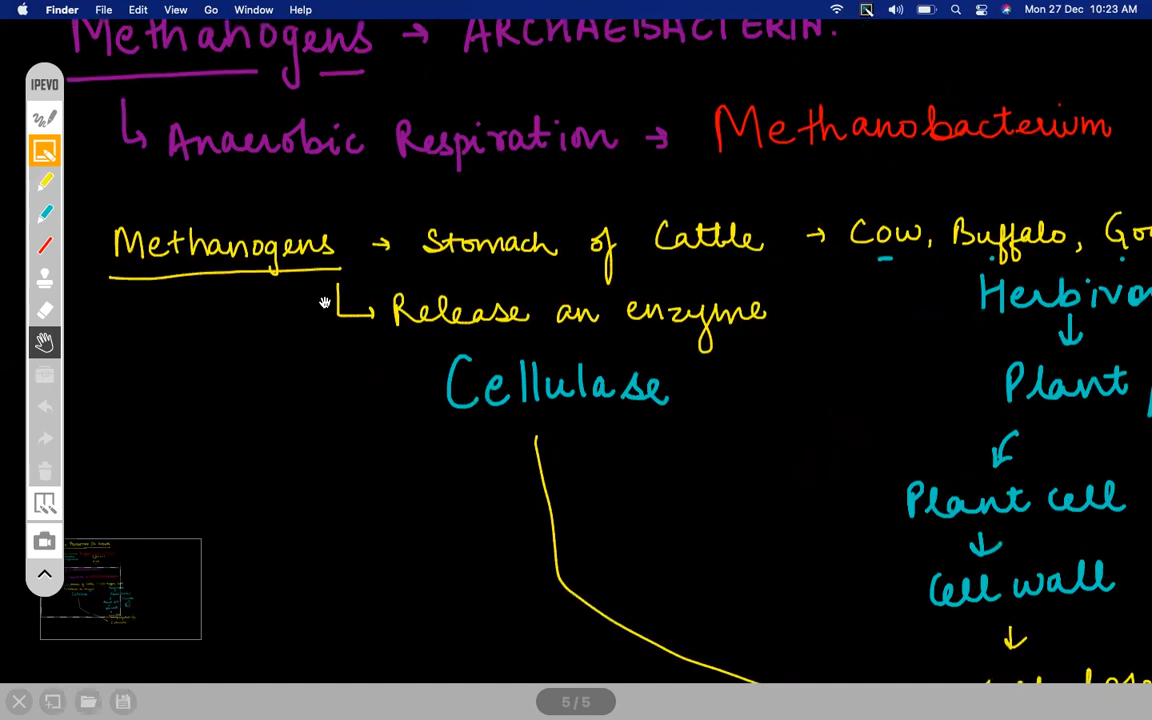 Finder File Edit View Go Window Help Mon 27 Dec 10:23 AM
Methanogens → ARCHAEBACTERIA.
IPEVO
↳ Anaerobic Respiration → Methanobacterium
Methanogens → Stomach of Cattle → Cow, Buffalo,
↳ Release an enzyme
Cellulase
Plant
↙
Plant cell
↓
Cell wall
↓
5 / 5